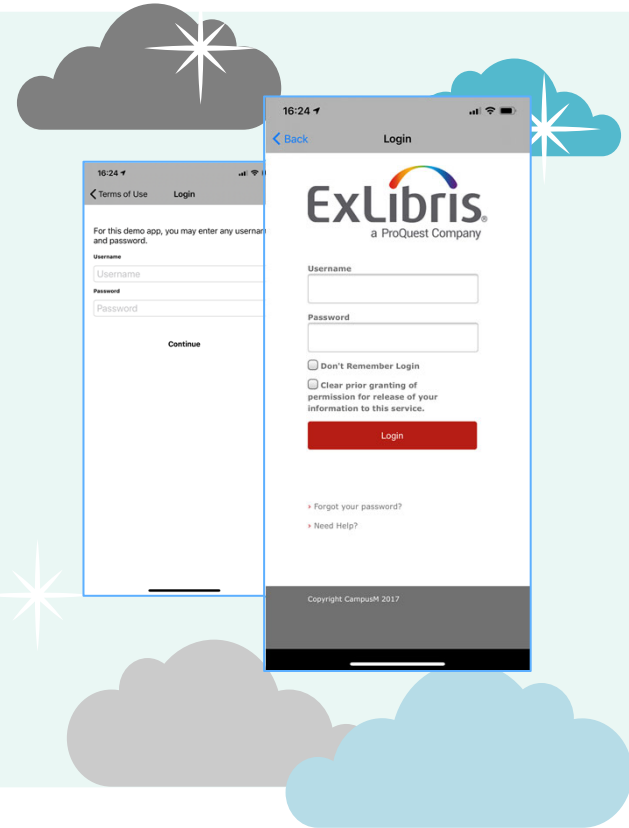 16:24
Terms of Use
Login
For this demo app, you may enter any
and password.
Username
Username
Password
Password
Continue
16:24
Back
Login
ExLibris®
a ProQuest Company
Username
Password
Don't Remember Login
Clear prior granting of
permission for release of your
information to this service.
Login
› Forgot your password?
› Need Help?
Copyright CampusM 2017